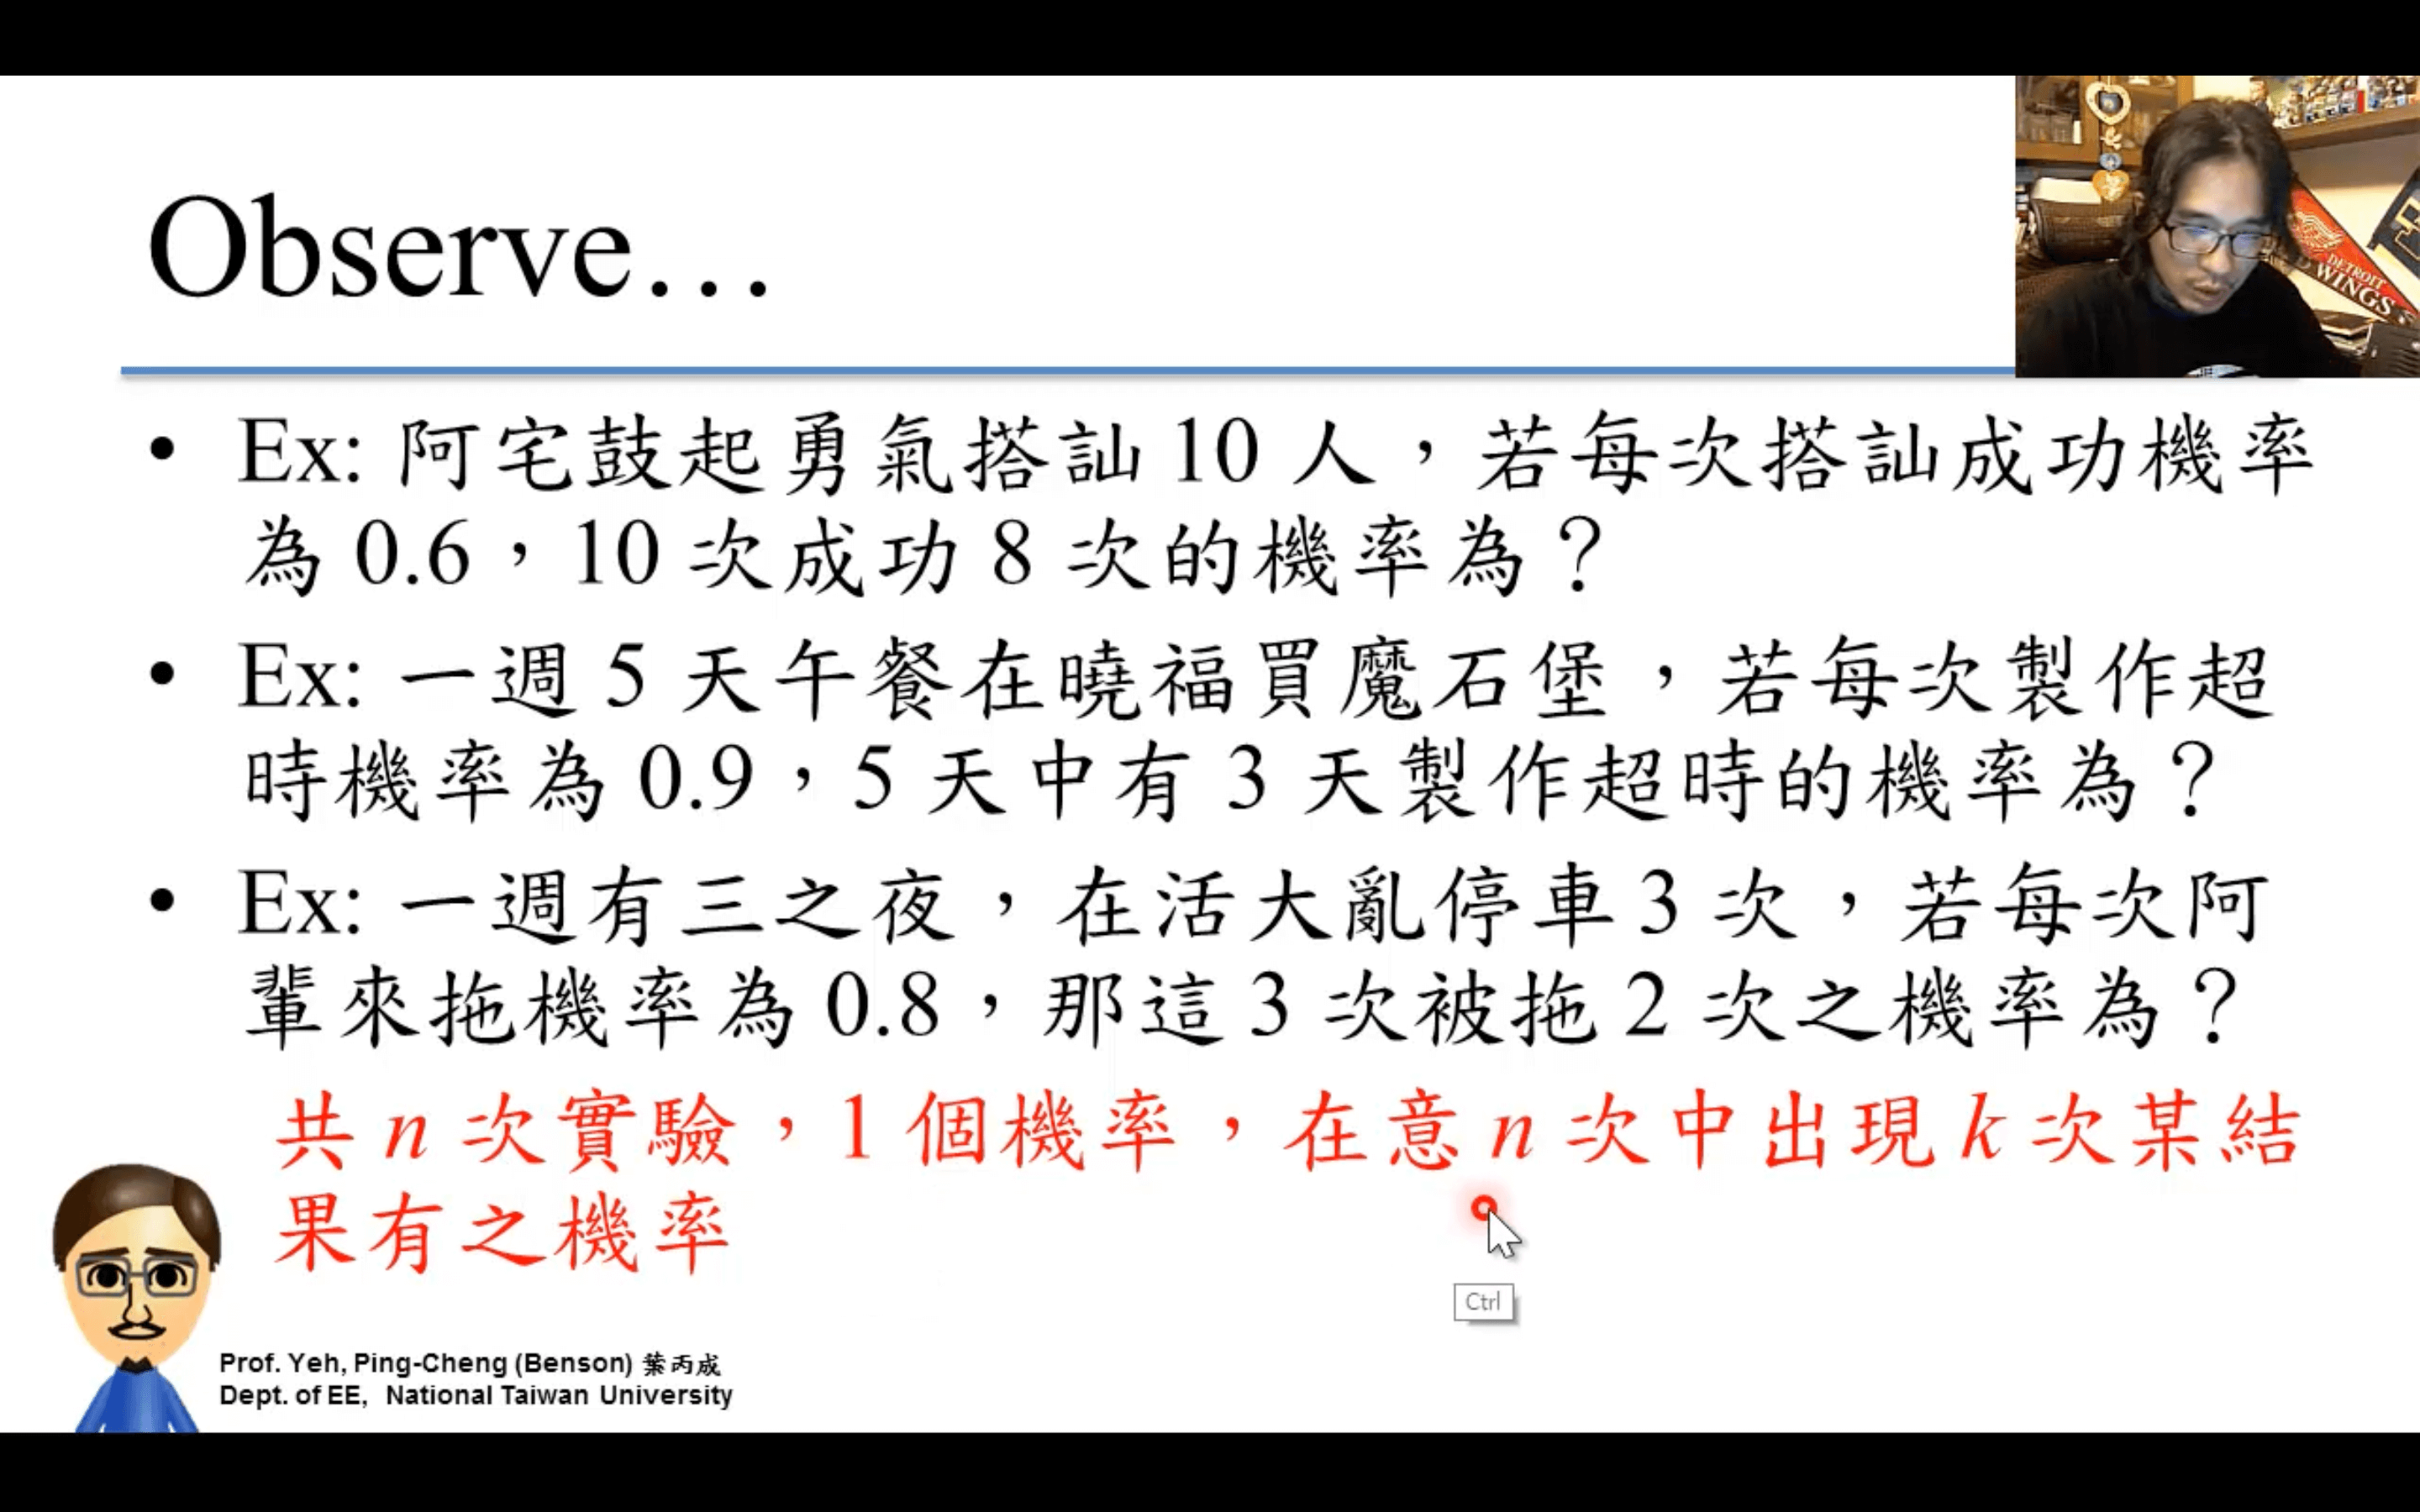 Observe…
DETROIT
WINGS
• Ex: 阿宅鼓起勇氣搭訕 10 人，若每次搭訕成功機率
為 0.6，10 次成功 8 次的機率為？
• Ex: 一週 5 天午餐在曉福買魔石堡，若每次製作超
時機率為 0.9，5 天中有 3 天製作超時的機率為？
• Ex: 一週有三之夜，在活大亂停車 3 次，若每次阿
輩來拖機率為 0.8，那這 3 次被拖 2 次之機率為？
共 n 次實驗，1 個機率，在意 n 次中出現 k 次某結
果有之機率
Ctrl
Prof. Yeh, Ping-Cheng (Benson) 葉丙成
Dept. of EE, National Taiwan University